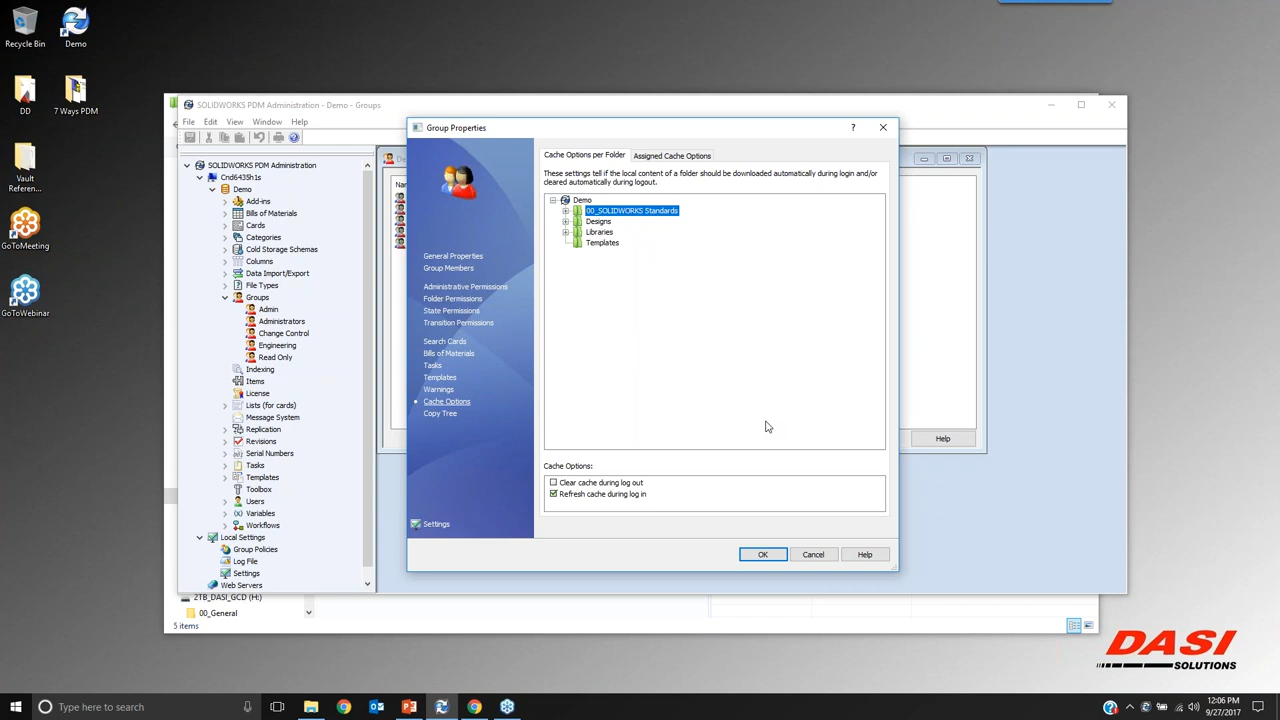 Recycle Bin
Demo
DD
7 Ways PDM
Vault
Referen...
GoToMeeting
GoToWebinar
SOLIDWORKS PDM Administration - Demo - Groups
File Edit View Window Help
SOLIDWORKS PDM Administration
Cnd6435h1s
Demo
Add-ins
Bills of Materials
Cards
Categories
Cold Storage Schemas
Columns
Data Import/Export
File Types
Groups
Admin
Administrators
Change Control
Engineering
Read Only
Indexing
Items
License
Lists (for cards)
Message System
Replication
Revisions
Serial Numbers
Tasks
Templates
Toolbox
Users
Variables
Workflows
Local Settings
Group Policies
Log File
Settings
Web Servers
2TB_DASI_GCD (H:)
00_General
5 items
Help
Group Properties
?
General Properties
Group Members
Administrative Permissions
Folder Permissions
State Permissions
Transition Permissions
Search Cards
Bills of Materials
Tasks
Templates
Warnings
Cache Options
Copy Tree
Settings
Cache Options per Folder Assigned Cache Options
These settings tell if the local content of a folder should be downloaded automatically during login and/or
cleared automatically during logout.
Demo
00_SOLIDWORKS Standards
Designs
Libraries
Templates
Cache Options:
Clear cache during log out
Refresh cache during log in
OK Cancel Help
DASI
SOLUTIONS
Type here to search
12:06 PM
9/27/2017